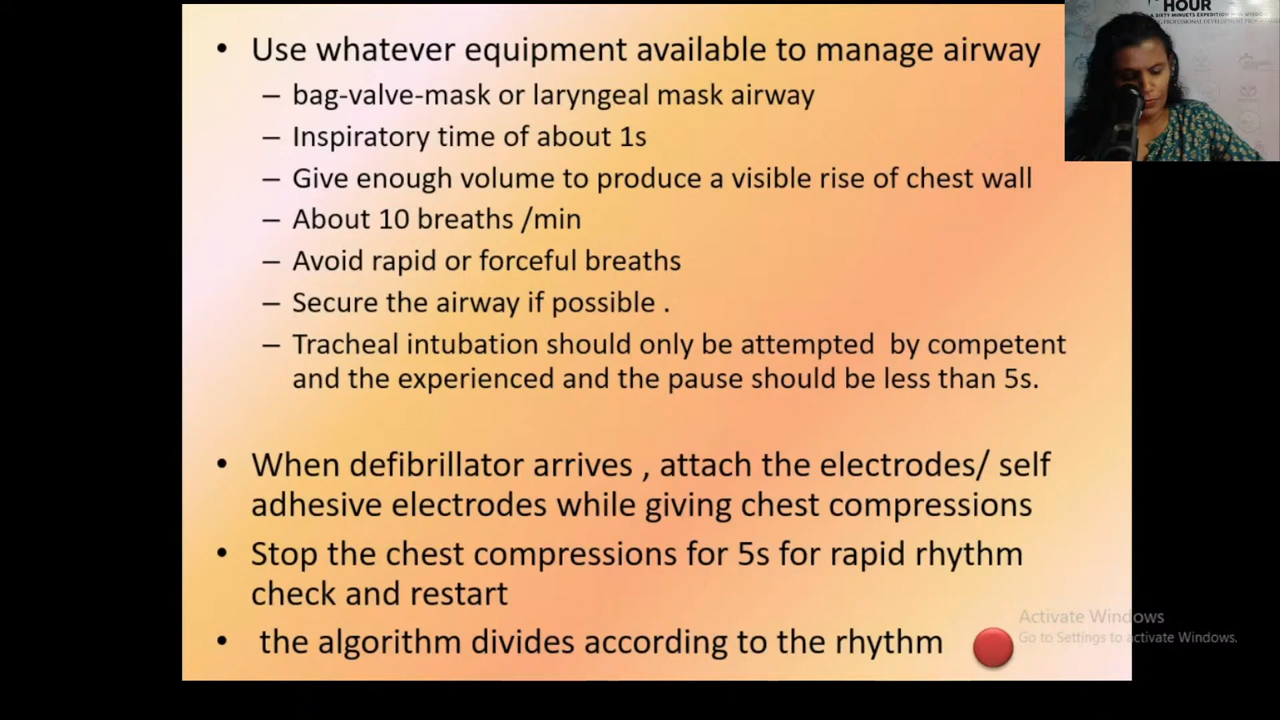 • Use whatever equipment available to manage airway
– bag-valve-mask or laryngeal mask airway
– Inspiratory time of about 1s
– Give enough volume to produce a visible rise of chest wall
– About 10 breaths /min
– Avoid rapid or forceful breaths
– Secure the airway if possible .
– Tracheal intubation should only be attempted by competent
and the experienced and the pause should be less than 5s.
• When defibrillator arrives , attach the electrodes/ self
adhesive electrodes while giving chest compressions
• Stop the chest compressions for 5s for rapid rhythm
check and restart
• the algorithm divides according to the rhythm
HOUR
A SIXTY MINUETS EXPEDITION
PROFESSIONAL DEVELOPMENT
Activate Windows
Go to Settings to activate Windows.